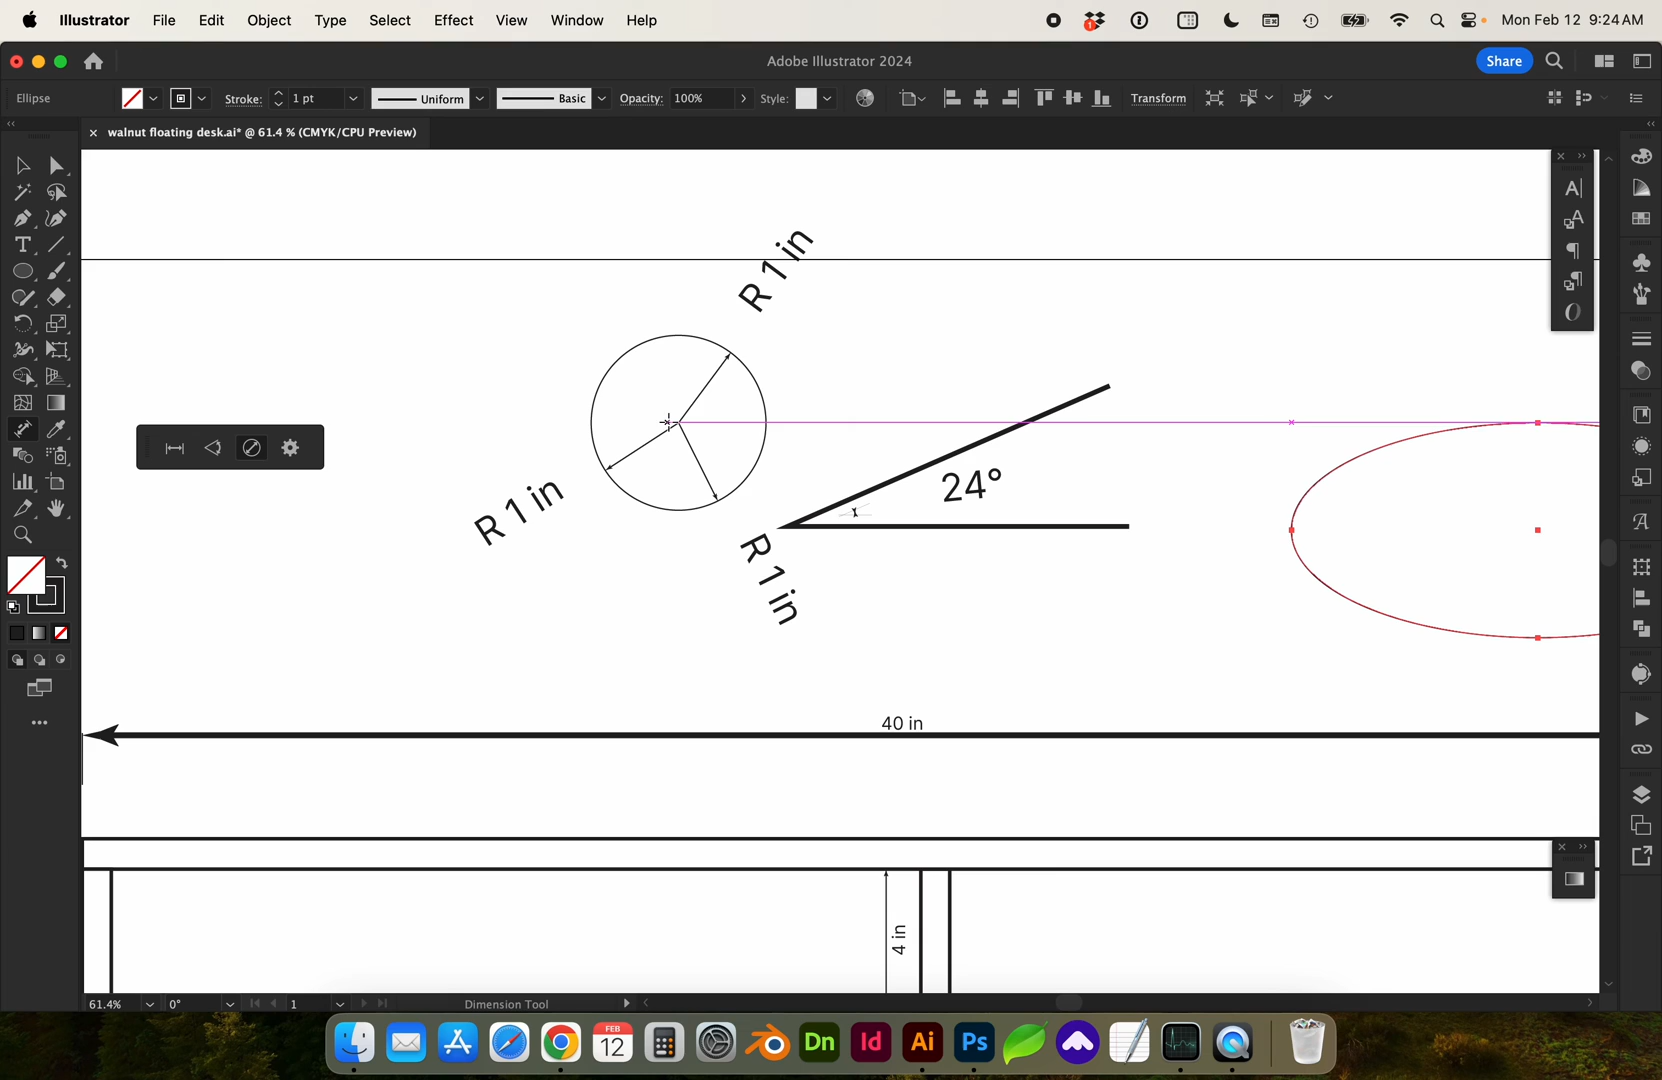 Illustrator File Edit Object Type Select Effect View Window Help Mon Feb 12 9:24 AM
Adobe Illustrator 2024 Share
Ellipse Stroke: 1 pt Uniform Basic Opacity: 100% Style: Transform
walnut floating desk.ai* @ 61.4 % (CMYK/CPU Preview)
R 1 in
24°
R 1 in
R 1 in
40 in
4 in
61.4% 0° 1 Dimension Tool
FEB
12
Dn Id Ai Ps